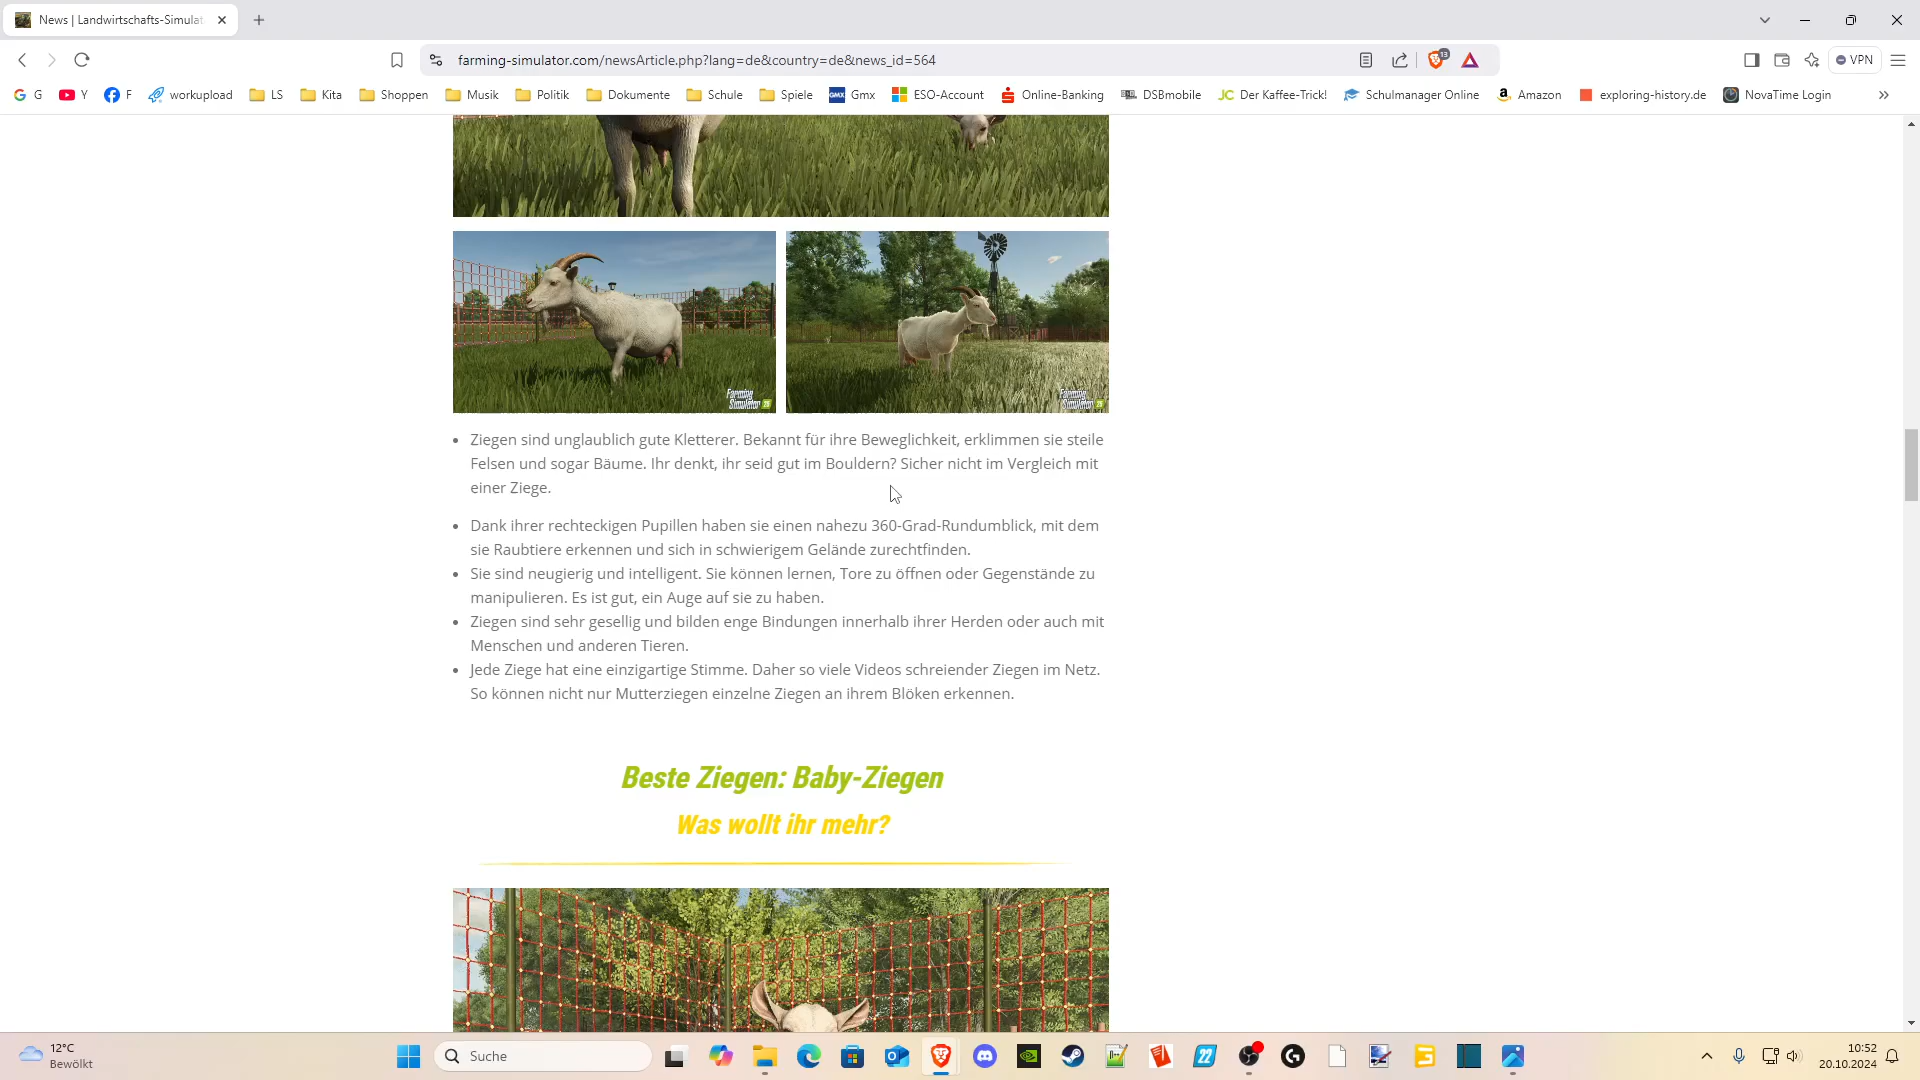 News | Landwirtschafts-Simulat
farming-simulator.com/newsArticle.php?lang=de&country=de&news_id=564
13
VPN
G
Y
F
workupload
LS
Kita
Shoppen
Musik
Politik
Dokumente
Schule
Spiele
GMX
Gmx
ESO-Account
Online-Banking
DSBmobile
JC Der Kaffee-Trick!
Schulmanager Online
Amazon
exploring-history.de
NovaTime Login
Farming Simulator 25
Farming Simulator 25
• Ziegen sind unglaublich gute Kletterer. Bekannt für ihre Beweglichkeit, erklimmen sie steile
Felsen und sogar Bäume. Ihr denkt, ihr seid gut im Bouldern? Sicher nicht im Vergleich mit
einer Ziege.
• Dank ihrer rechteckigen Pupillen haben sie einen nahezu 360-Grad-Rundumblick, mit dem
sie Raubtiere erkennen und sich in schwierigem Gelände zurechtfinden.
• Sie sind neugierig und intelligent. Sie können lernen, Tore zu öffnen oder Gegenstände zu
manipulieren. Es ist gut, ein Auge auf sie zu haben.
• Ziegen sind sehr gesellig und bilden enge Bindungen innerhalb ihrer Herden oder auch mit
Menschen und anderen Tieren.
• Jede Ziege hat eine einzigartige Stimme. Daher so viele Videos schreiender Ziegen im Netz.
So können nicht nur Mutterziegen einzelne Ziegen an ihrem Blöken erkennen.
Beste Ziegen: Baby-Ziegen
Was wollt ihr mehr?
12°C
Bewölkt
Suche
22
10:52
20.10.2024